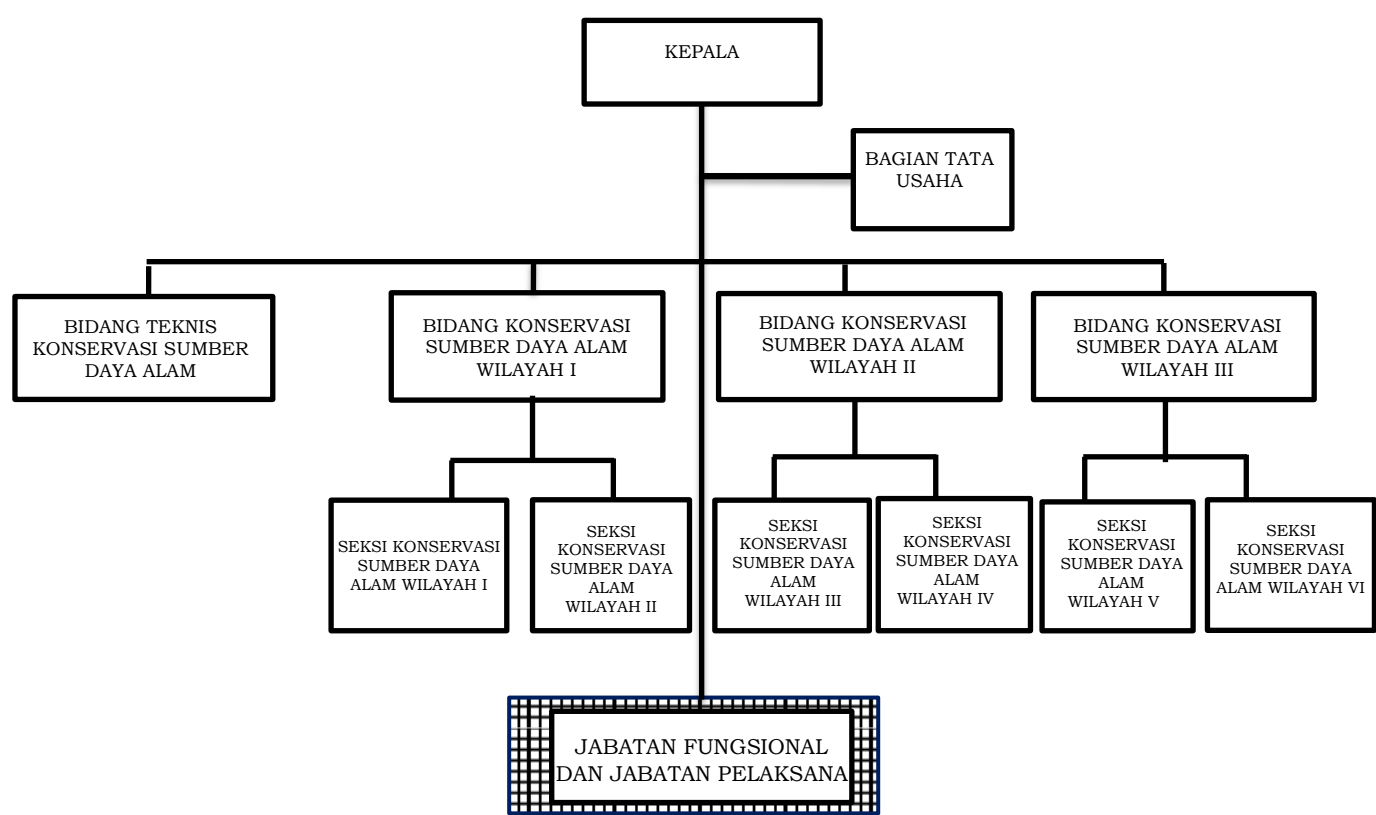 KEPALA
BAGIAN TATA
USAHA
BIDANG TEKNIS
KONSERVASI SUMBER
DAYA ALAM
BIDANG KONSERVASI
SUMBER DAYA ALAM
WILAYAH I
BIDANG KONSERVASI
SUMBER DAYA ALAM
WILAYAH II
BIDANG KONSERVASI
SUMBER DAYA ALAM
WILAYAH III
SEKSI KONSERVASI
SUMBER DAYA
ALAM WILAYAH I
SEKSI
KONSERVASI
SUMBER DAYA
ALAM
WILAYAH II
SEKSI
KONSERVASI
SUMBER DAYA
ALAM
WILAYAH III
SEKSI
KONSERVASI
SUMBER DAYA
ALAM
WILAYAH IV
SEKSI
KONSERVASI
SUMBER DAYA
ALAM
WILAYAH V
SEKSI
KONSERVASI
SUMBER DAYA
ALAM WILAYAH VI
JABATAN FUNGSIONAL
DAN JABATAN PELAKSANA